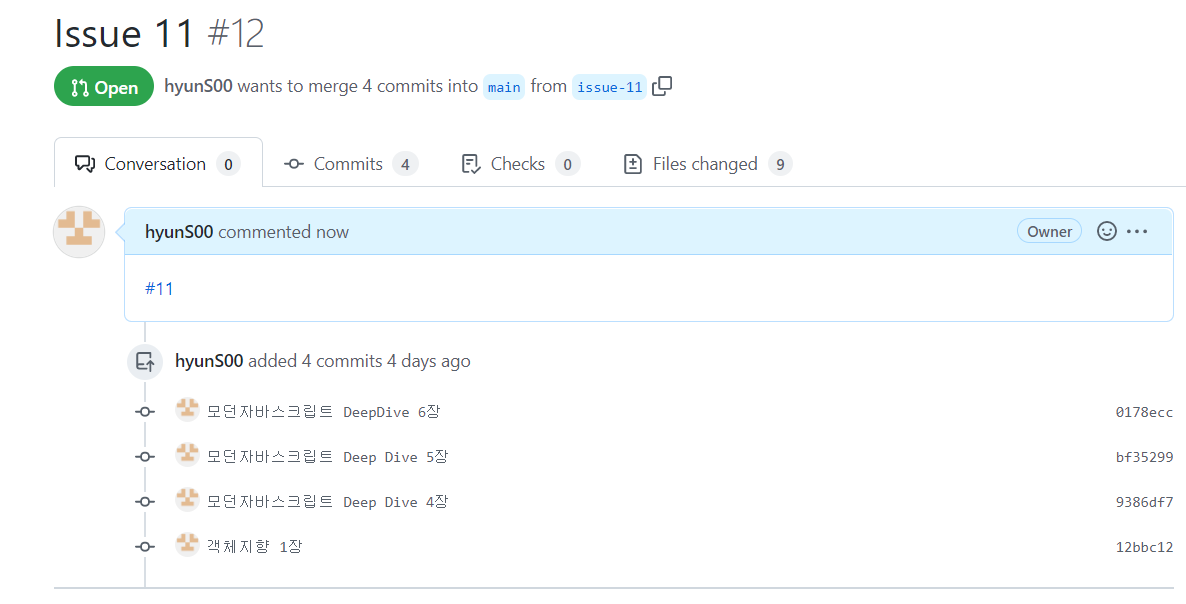 Issue 11 #12
Open hyunS00 wants to merge 4 commits into main from issue-11
Conversation 0 Commits 4 Checks 0 Files changed 9
hyunS00 commented now Owner
#11
hyunS00 added 4 commits 4 days ago
모던자바스크립트 DeepDive 6장 0178ecc
모던자바스크립트 Deep Dive 5장 bf35299
모던자바스크립트 Deep Dive 4장 9386df7
객체지향 1장 12bbc12